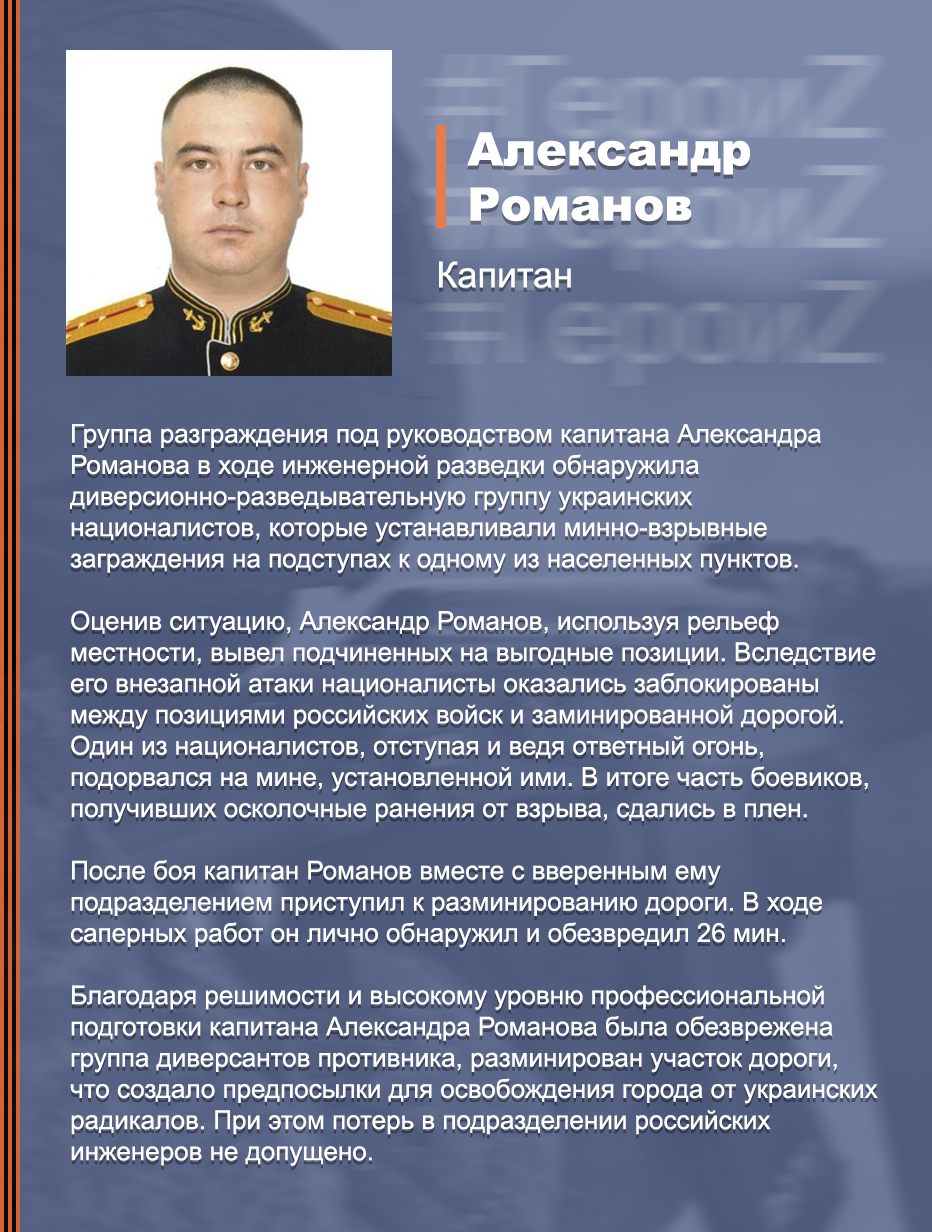 #ГероиZ
Александр
#ГероиZ
Романов
Капитан
#ГероиZ
Группа разграждения под руководством капитана Александра
Романова в ходе инженерной разведки обнаружила
диверсионно-разведывательную группу украинских
националистов, которые устанавливали минно-взрывные
заграждения на подступах к одному из населенных пунктов.
Оценив ситуацию, Александр Романов, используя рельеф
местности, вывел подчиненных на выгодные позиции. Вследствие
его внезапной атаки националисты оказались заблокированы
между позициями российских войск и заминированной дорогой.
Один из националистов, отступая и ведя ответный огонь,
подорвался на мине, установленной ими. В итоге часть боевиков,
получивших осколочные ранения от взрыва, сдались в плен.
После боя капитан Романов вместе с вверенным ему
подразделением приступил к разминированию дороги. В ходе
саперных работ он лично обнаружил и обезвредил 26 мин.
Благодаря решимости и высокому уровню профессиональной
подготовки капитана Александра Романова была обезврежена
группа диверсантов противника, разминирован участок дороги,
что создало предпосылки для освобождения города от украинских
радикалов. При этом потерь в подразделении российских
инженеров не допущено.